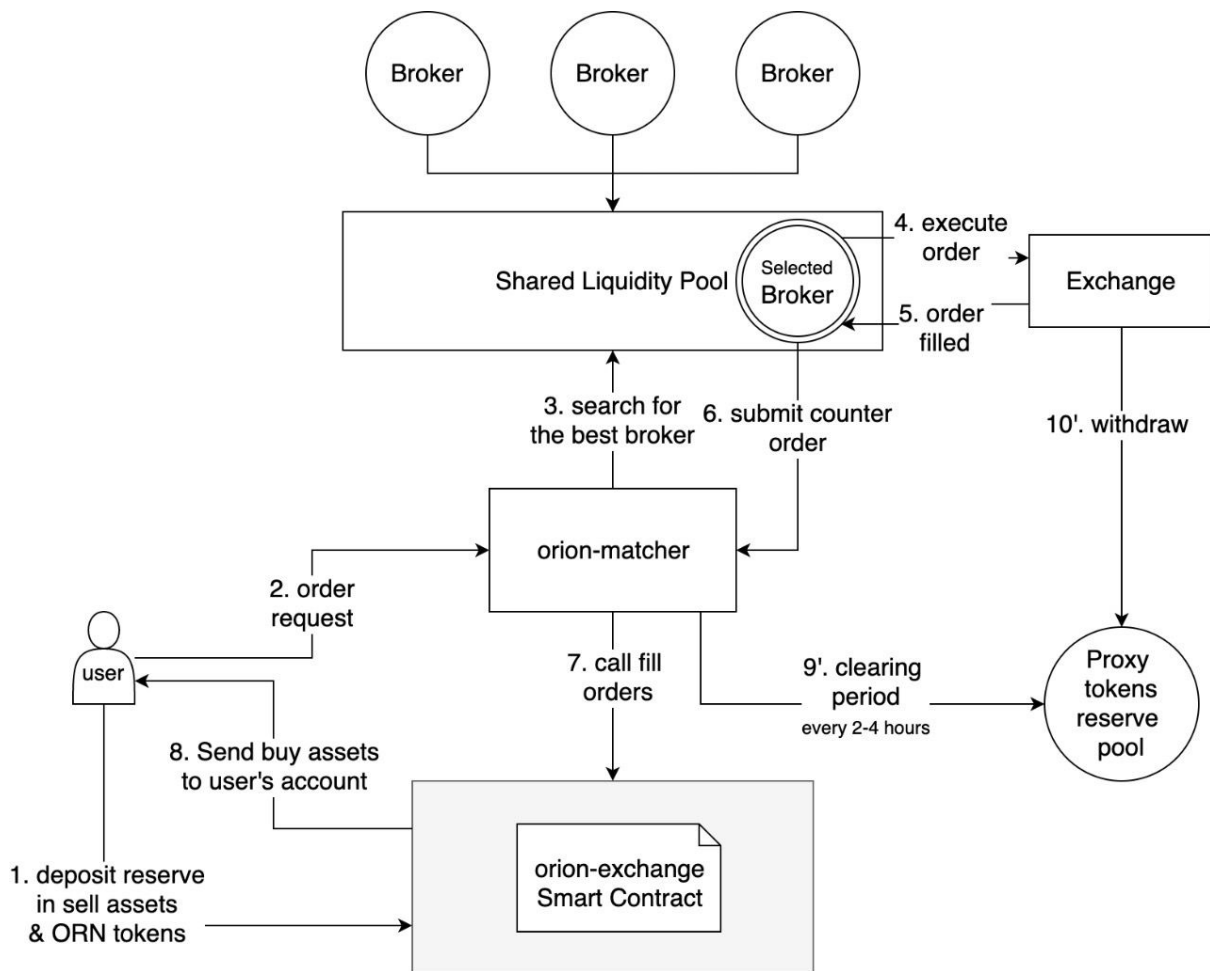 Broker
Broker
Broker
Shared Liquidity Pool
Selected
Broker
4. execute
order
Exchange
5. order
filled
3. search for
the best broker
6. submit counter
order
10'. withdraw
orion-matcher
2. order
request
user
7. call fill
orders
9'. clearing
period
every 2-4 hours
Proxy
tokens
reserve
pool
8. Send buy assets
to user's account
orion-exchange
Smart Contract
1. deposit reserve
in sell assets
& ORN tokens